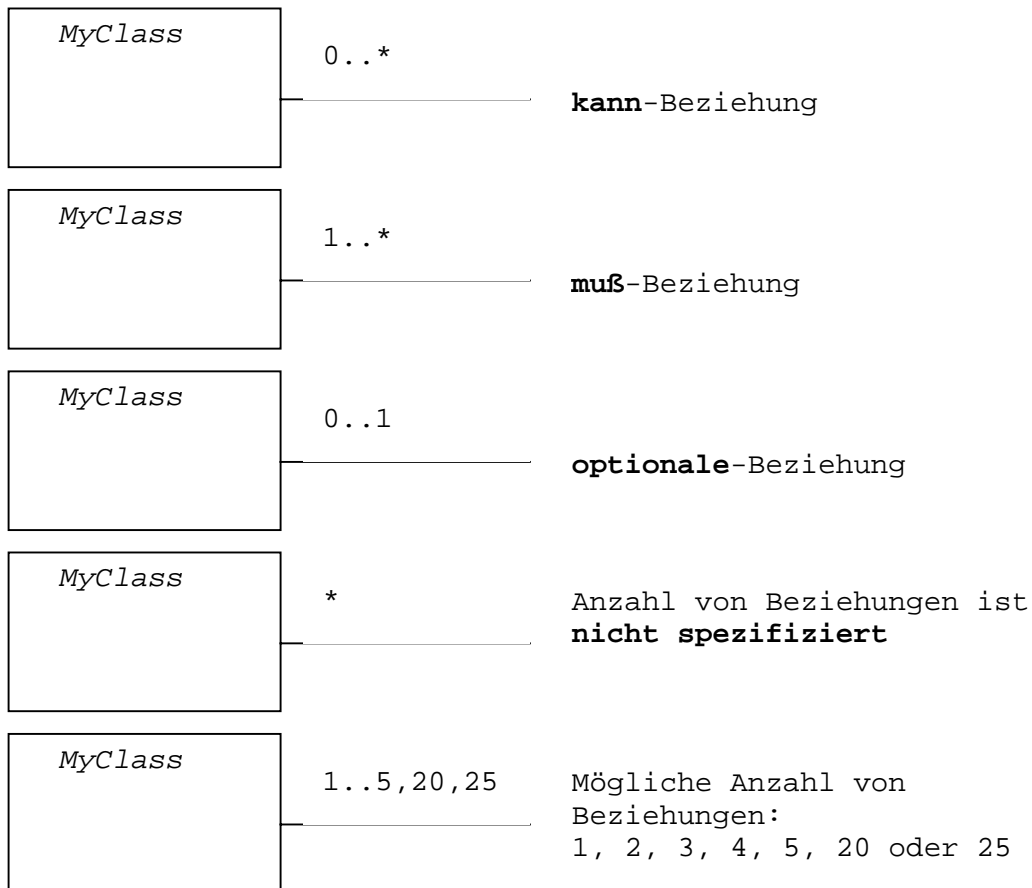 MyClass
0..*
kann-Beziehung
MyClass
1..*
muß-Beziehung
MyClass
0..1
optionale-Beziehung
MyClass
*
Anzahl von Beziehungen ist
nicht spezifiziert
MyClass
1..5,20,25
Mögliche Anzahl von
Beziehungen:
1, 2, 3, 4, 5, 20 oder 25